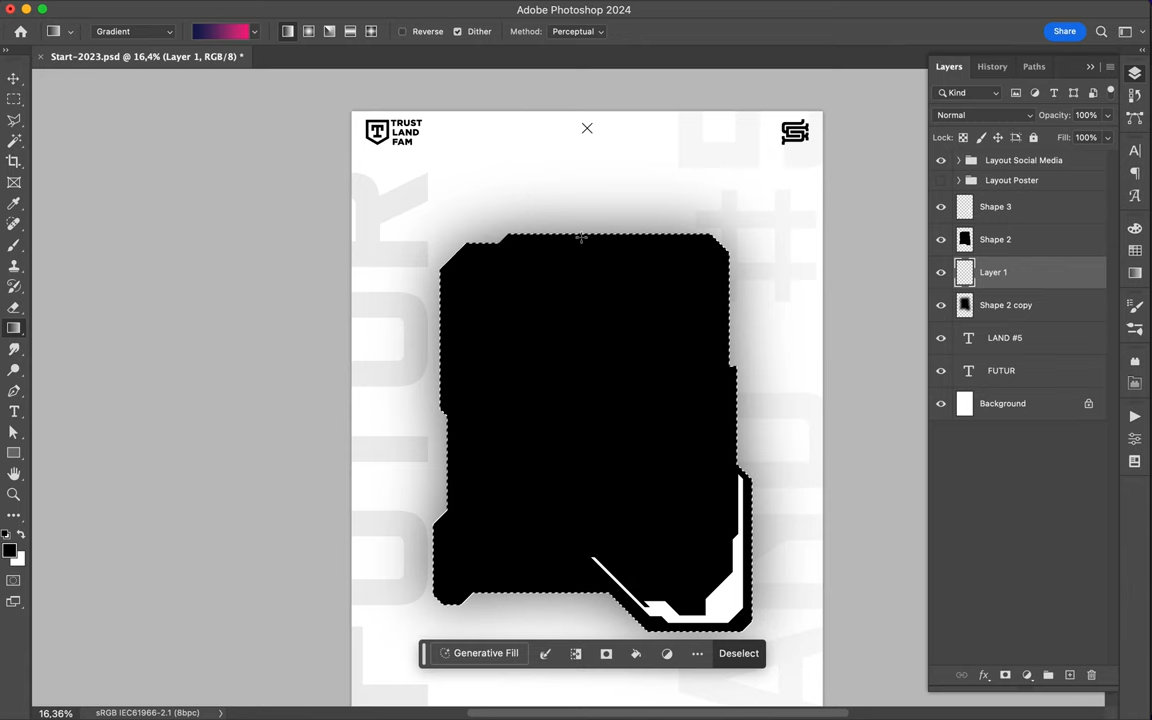 Adobe Photoshop 2024
Gradient
Reverse
Dither
Method:
Perceptual
Share
Start-2023.psd @ 16,4% (Layer 1, RGB/8) *
Layers
History
Paths
Kind
Normal
Opacity: 100%
Lock:
Fill: 100%
Layout Social Media
Layout Poster
Shape 3
Shape 2
Layer 1
Shape 2 copy
LAND #5
FUTUR
Background
TRUST
LAND
FAM
FUTUR
Generative Fill
Deselect
16,36%
sRGB IEC61966-2.1 (8bpc)